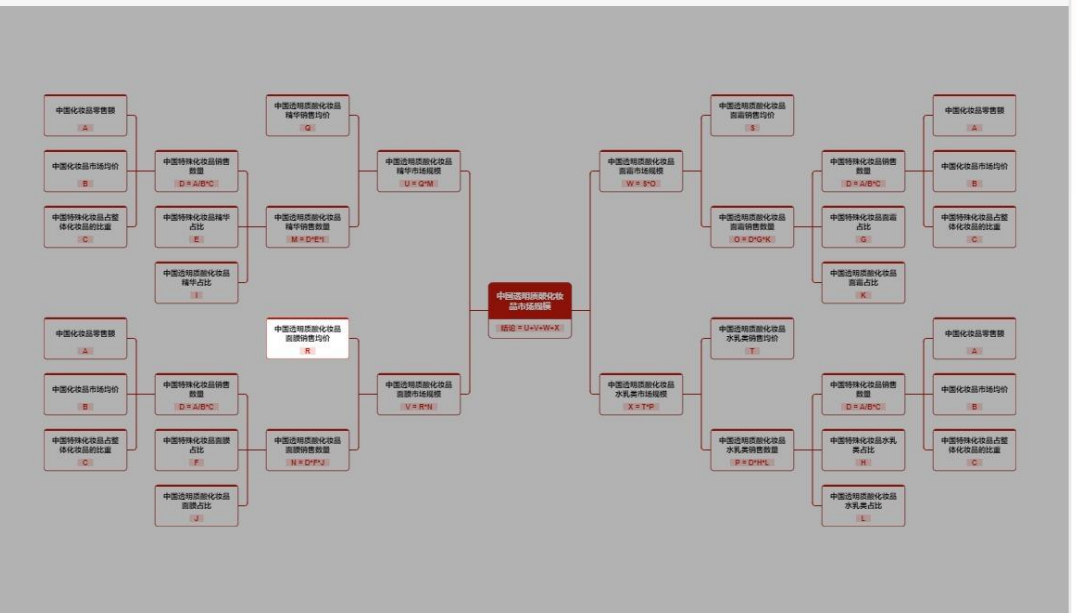 中国化妆品零售额
A
中国化妆品市场均价
B
中国特殊化妆品占整
体化妆品的比重
C
中国特殊化妆品销售
数量
D = A/B*C
中国特殊化妆品精华
占比
E
中国透明质酸化妆品
精华占比
I
中国透明质酸化妆品
精华销售均价
Q
中国透明质酸化妆品
精华销售数量
M = D*E*I
中国透明质酸化妆品
精华市场规模
U = Q*M
中国化妆品零售额
A
中国化妆品市场均价
B
中国特殊化妆品占整
体化妆品的比重
C
中国特殊化妆品销售
数量
D = A/B*C
中国特殊化妆品面膜
占比
F
中国透明质酸化妆品
面膜占比
J
中国透明质酸化妆品
面膜销售均价
R
中国透明质酸化妆品
面膜销售数量
N = D*F*J
中国透明质酸化妆品
面膜市场规模
V = R*N
中国透明质酸化妆
品市场规模
结论 = U+V+W+X
中国透明质酸化妆品
面霜市场规模
W = S*O
中国透明质酸化妆品
面霜销售均价
S
中国透明质酸化妆品
面霜销售数量
O = D*G*K
中国特殊化妆品销售
数量
D = A/B*C
中国特殊化妆品面霜
占比
G
中国透明质酸化妆品
面霜占比
K
中国化妆品零售额
A
中国化妆品市场均价
B
中国特殊化妆品占整
体化妆品的比重
C
中国透明质酸化妆品
水乳类市场规模
X = T*P
中国透明质酸化妆品
水乳类销售均价
T
中国透明质酸化妆品
水乳类销售数量
P = D*H*L
中国特殊化妆品销售
数量
D = A/B*C
中国特殊化妆品水乳
类占比
H
中国透明质酸化妆品
水乳类占比
L
中国化妆品零售额
A
中国化妆品市场均价
B
中国特殊化妆品占整
体化妆品的比重
C